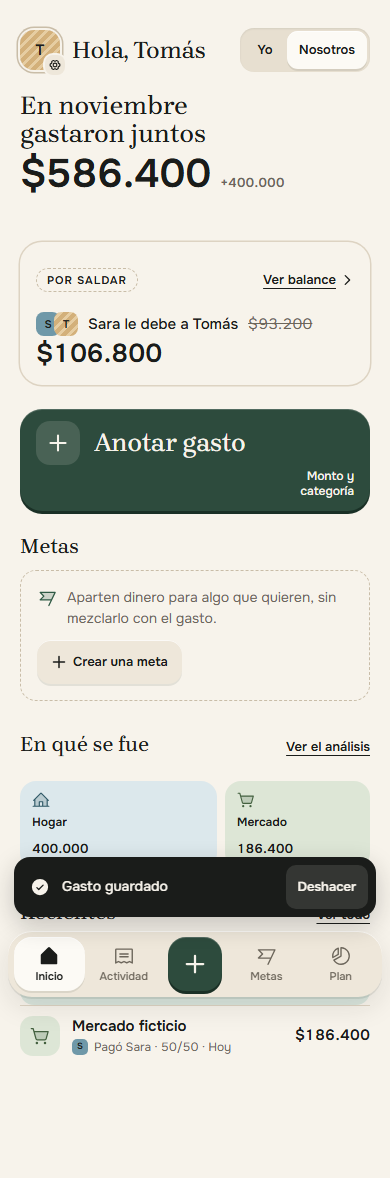 T
Hola, Tomás
Yo
Nosotros
En noviembre
gastaron juntos
$586.400 +400.000
POR SALDAR
Ver balance
S T Sara le debe a Tomás $93.200
$106.800
Anotar gasto
Monto y
categoría
Metas
Aparten dinero para algo que quieren, sin
mezclarlo con el gasto.
Crear una meta
En qué se fue
Ver el análisis
Hogar
400.000
Mercado
186.400
Gasto guardado
Deshacer
Recientes
Ver todo
Inicio
Actividad
Metas
Plan
Mercado ficticio
$186.400
S Pagó Sara · 50/50 · Hoy